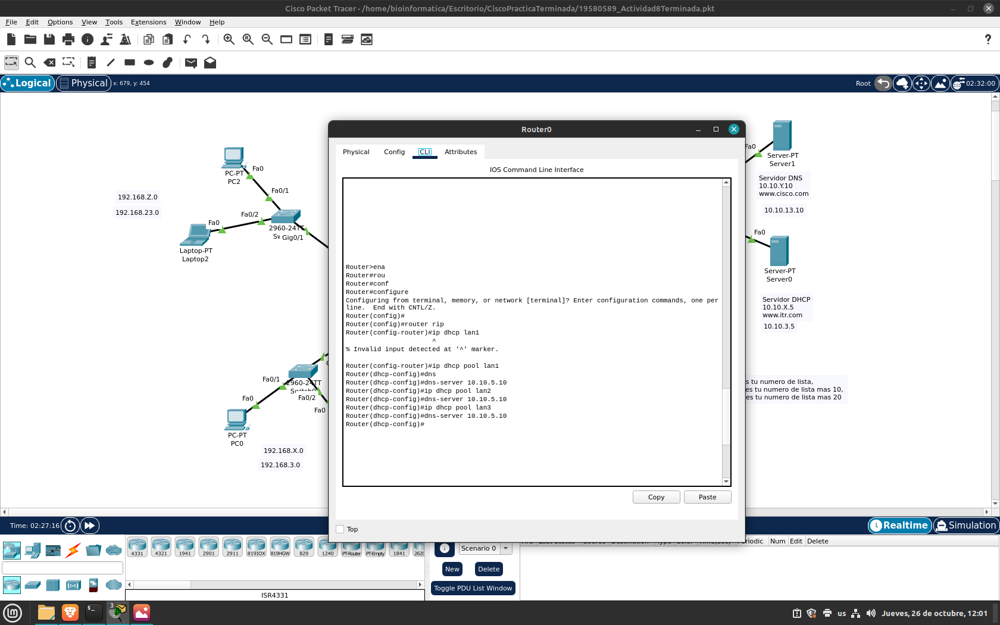 Cisco Packet Tracer - /home/bioinformatica/Escritorio/CiscoPracticaTerminada/19580589_Actividad8Terminada.pkt
File Edit Options View Tools Extensions Window Help
?
Logical Physical x: 679, y: 454
Root 02:32:00
PC-PT
PC2
Fa0
Fa0/1
192.168.Z.0
192.168.23.0
Fa0/2
Fa0
2960-24TT
Gig0/1
Laptop-PT
Laptop2
Fa0/1
2960-24TT
Switch0
Fa0/2
Fa0
Fa0
PC-PT
PC0
192.168.X.0
192.168.3.0
Router0
Physical Config CLI Attributes
IOS Command Line Interface
Router>ena
Router#rou
Router#conf
Router#configure
Configuring from terminal, memory, or network [terminal]? Enter configuration commands, one per
line.  End with CNTL/Z.
Router(config)#
Router(config)#router rip
Router(config-router)#ip dhcp lan1
^
% Invalid input detected at '^' marker.
Router(config-router)#ip dhcp pool lan1
Router(dhcp-config)#dns
Router(dhcp-config)#dns-server 10.10.5.10
Router(dhcp-config)#ip dhcp pool lan2
Router(dhcp-config)#dns-server 10.10.5.10
Router(dhcp-config)#ip dhcp pool lan3
Router(dhcp-config)#dns-server 10.10.5.10
Router(dhcp-config)#
Copy Paste
Top
Fa0
Server-PT
Server1
Servidor DNS
10.10.Y.10
www.cisco.com
10.10.13.10
Fa0
Server-PT
Server0
Servidor DHCP
10.10.X.5
www.itr.com
10.10.3.5
s tu numero de lista,
es tu numero de lista mas 10,
es tu numero de lista mas 20
Time: 02:27:16
Realtime Simulation
4331 4321 1941 2901 2911 819IOX 819HGW 829 1240 PT-Router PT-Empty 1841 2620
ISR4331
Scenario 0
New Delete
Toggle PDU List Window
Num Edit Delete
3
us Jueves, 26 de octubre, 12:01